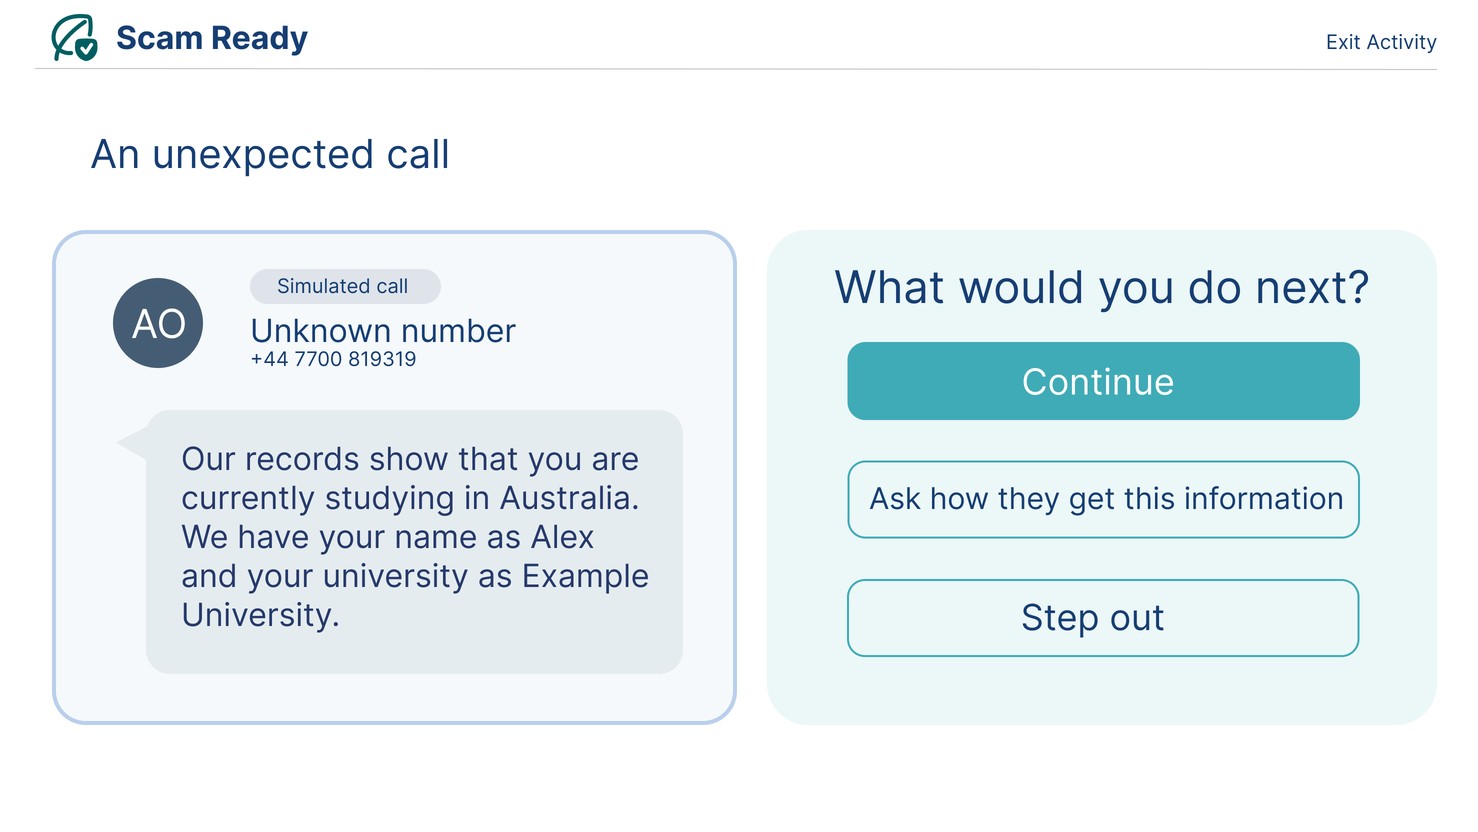 Scam Ready
Exit Activity
An unexpected call
AO
Simulated call
Unknown number
+44 7700 819319
Our records show that you are
currently studying in Australia.
We have your name as Alex
and your university as Example
University.
What would you do next?
Continue
Ask how they get this information
Step out